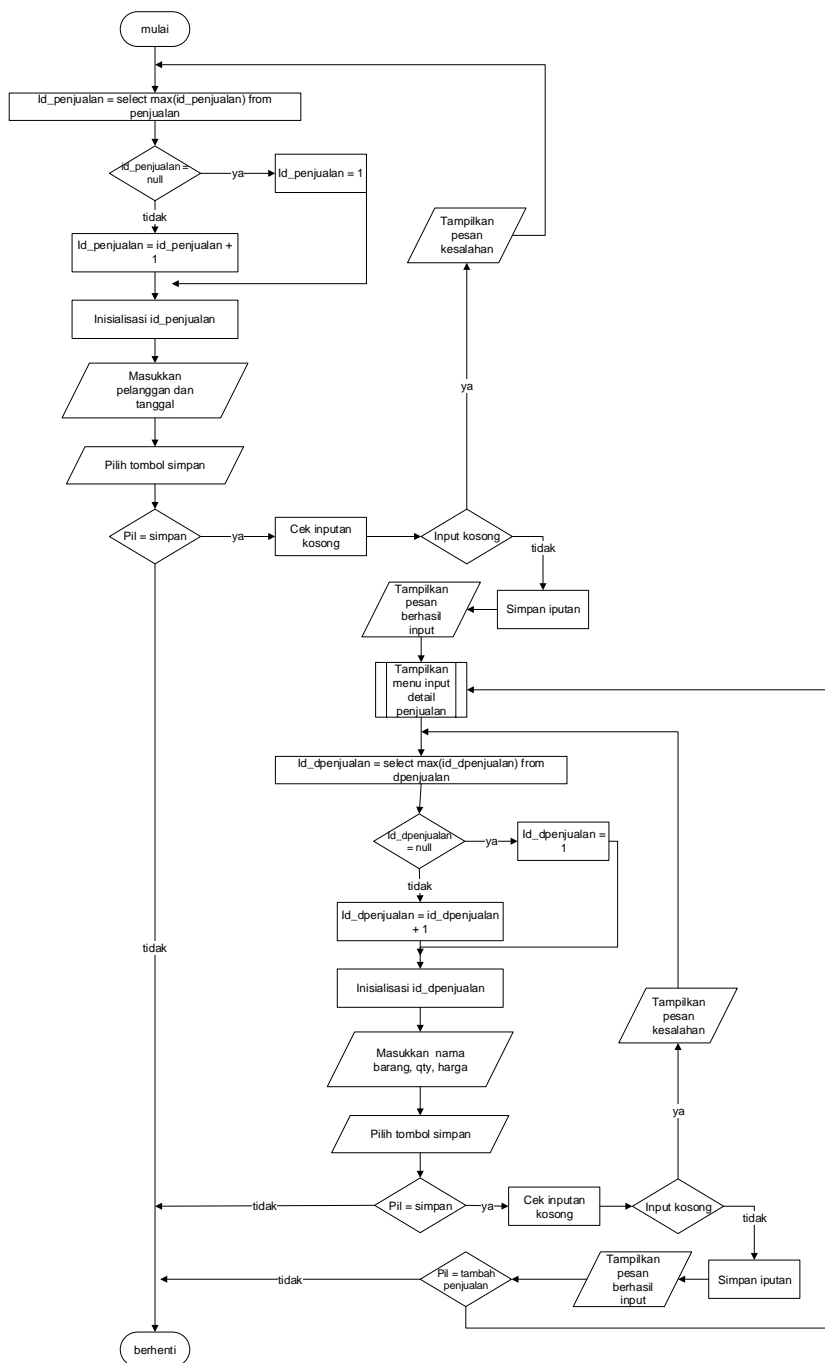 mulai
Id_penjualan = select max(id_penjualan) from
penjualan
id_penjualan =
null
ya
Id_penjualan = 1
tidak
Id_penjualan = id_penjualan +
1
Tampilkan
pesan
kesalahan
Inisialisasi id_penjualan
Masukkan
pelanggan dan
tanggal
ya
Pilih tombol simpan
Pil = simpan
ya
Cek inputan
kosong
Input kosong
tidak
Simpan iputan
Tampilkan
pesan
berhasil
input
Tampilkan
menu input
detail
penjualan
Id_dpenjualan = select max(id_dpenjualan) from
dpenjualan
Id_dpenjualan
= null
ya
Id_dpenjualan =
1
tidak
Id_dpenjualan = id_dpenjualan
+ 1
tidak
Inisialisasi id_dpenjualan
Tampilkan
pesan
kesalahan
Masukkan nama
barang, qty, harga
ya
Pilih tombol simpan
tidak
Pil = simpan
ya
Cek inputan
kosong
Input kosong
tidak
Simpan iputan
Tampilkan
pesan
berhasil
input
Pil = tambah
penjualan
tidak
berhenti